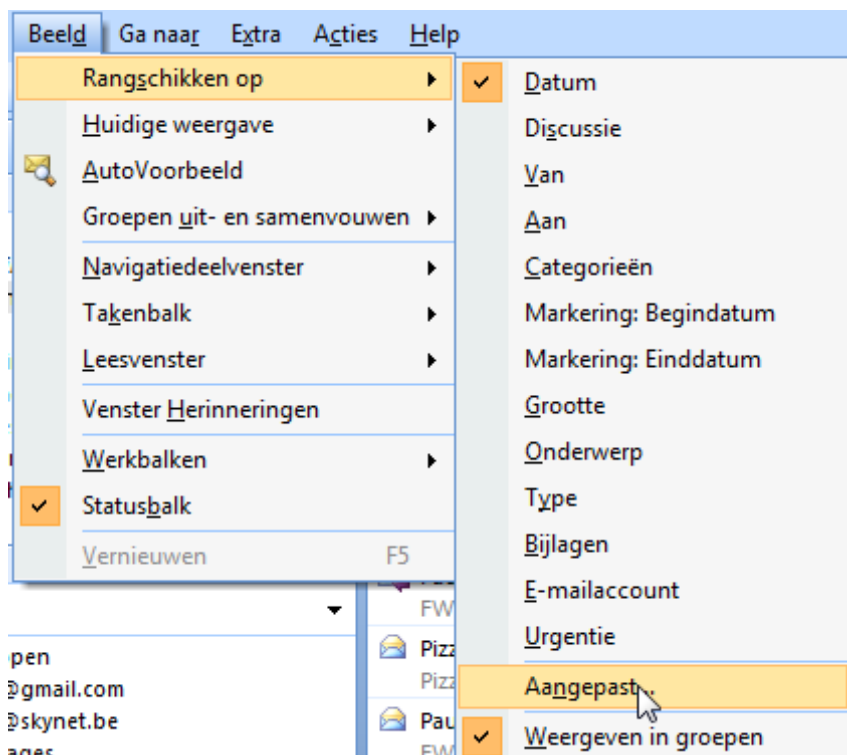 Beeld Ga naar Extra Acties Help
Rangschikken op
Huidige weergave
AutoVoorbeeld
Groepen uit- en samenvouwen
Navigatiedeelvenster
Takenbalk
Leesvenster
Venster Herinneringen
Werkbalken
Statusbalk
Vernieuwen F5
Datum
Discussie
Van
Aan
Categorieën
Markering: Begindatum
Markering: Einddatum
Grootte
Onderwerp
Type
Bijlagen
E-mailaccount
Urgentie
Aangepast...
Weergeven in groepen
@gmail.com
@skynet.be
FW
Pizz
Pizz
Pau
FW